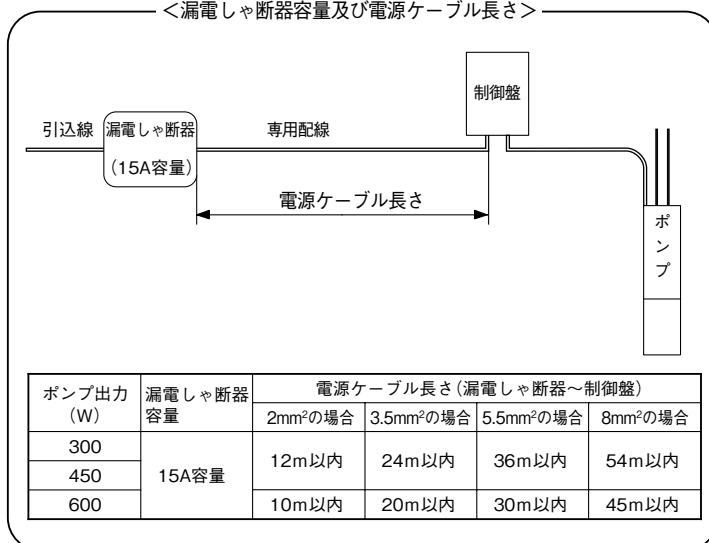 ＜漏電しゃ断器容量及び電源ケーブル長さ＞
制御盤
引込線 漏電しゃ断器 専用配線
（15A容量）
電源ケーブル長さ
ポンプ
ポンプ出力（W） 漏電しゃ断器容量 電源ケーブル長さ（漏電しゃ断器～制御盤）
2mm²の場合 3.5mm²の場合 5.5mm²の場合 8mm²の場合
300
450
15A容量 12m以内 24m以内 36m以内 54m以内
600 10m以内 20m以内 30m以内 45m以内